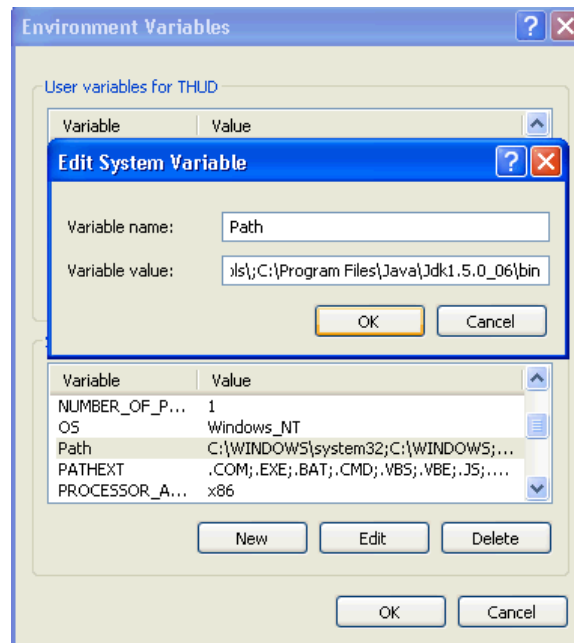 Environment Variables
User variables for THUD
Variable Value
Edit System Variable
Variable name: Path
Variable value: ols\;C:\Program Files\Java\Jdk1.5.0_06\bin
OK Cancel
Variable Value
NUMBER_OF_P... 1
OS Windows_NT
Path C:\WINDOWS\system32;C:\WINDOWS;...
PATHEXT .COM;.EXE;.BAT;.CMD;.VBS;.VBE;.JS;....
PROCESSOR_A... x86
New Edit Delete
OK Cancel